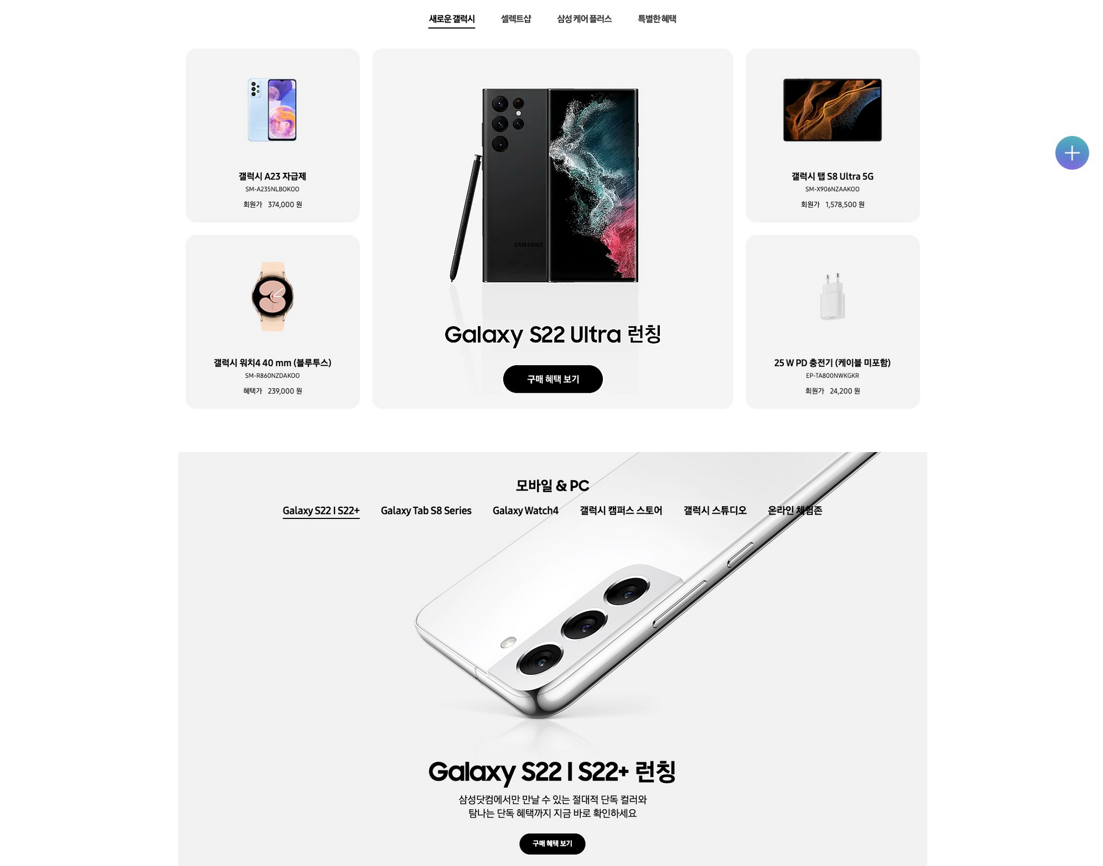 새로운 갤럭시
셀렉트샵
삼성 케어 플러스
특별한 혜택
갤럭시 A23 자급제
SM-A235NLBOKOO
회원가 374,000 원
갤럭시 워치4 40 mm (블루투스)
SM-R860NZDAKOO
혜택가 239,000 원
SAMSUNG
Galaxy S22 Ultra 런칭
구매 혜택 보기
갤럭시 탭 S8 Ultra 5G
SM-X906NZAAKOO
회원가 1,578,500 원
25 W PD 충전기 (케이블 미포함)
EP-TA800NWKGKR
회원가 24,200 원
모바일 & PC
Galaxy S22 I S22+
Galaxy Tab S8 Series
Galaxy Watch4
갤럭시 캠퍼스 스토어
갤럭시 스튜디오
온라인 체험존
Galaxy S22 I S22+ 런칭
삼성닷컴에서만 만날 수 있는 절대적 단독 컬러와
탐나는 단독 혜택까지 지금 바로 확인하세요
구매 혜택 보기